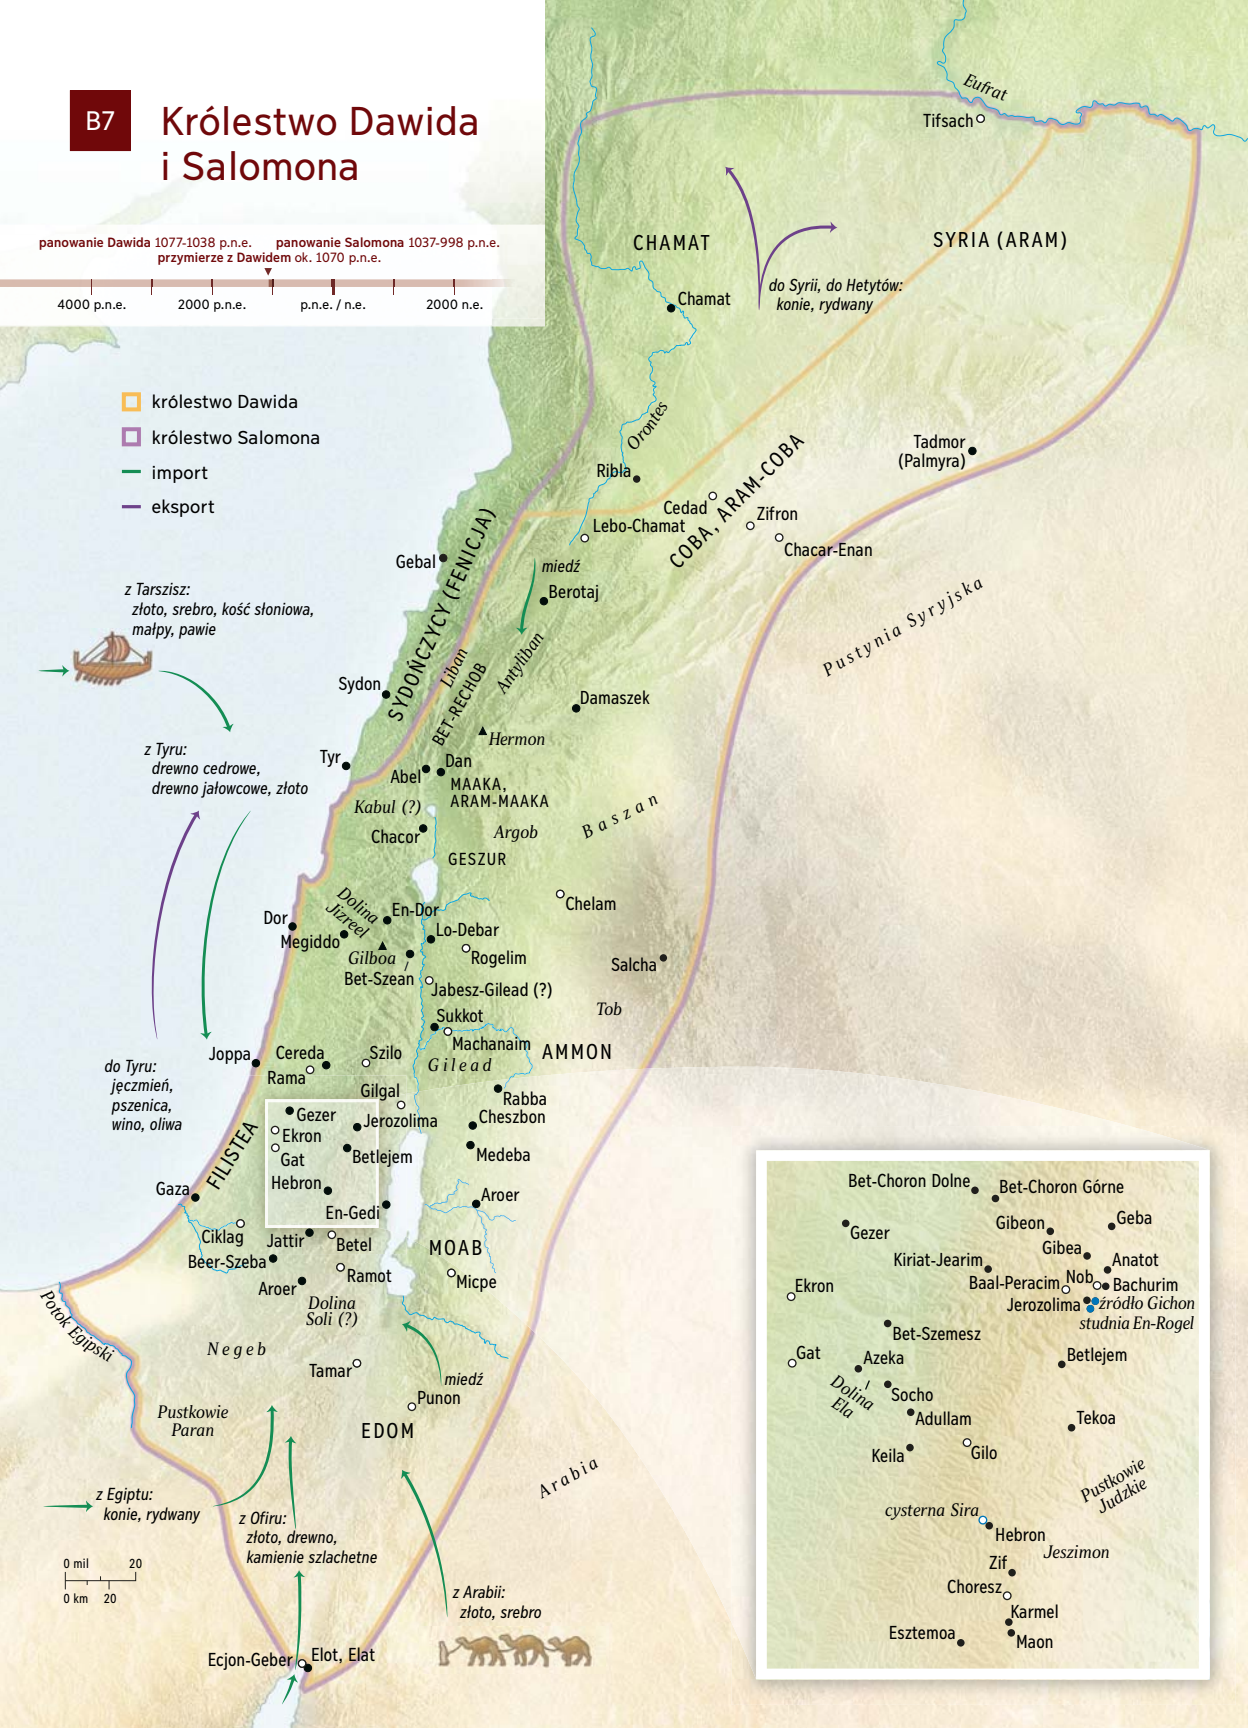 B7
Królestwo Dawida
i Salomona
panowanie Dawida 1077-1038 p.n.e.
panowanie Salomona 1037-998 p.n.e.
przymierze z Dawidem ok. 1070 p.n.e.
4000 p.n.e.
2000 p.n.e.
p.n.e. / n.e.
2000 n.e.
królestwo Dawida
królestwo Salomona
import
eksport
Eufrat
Tifsach
CHAMAT
SYRIA (ARAM)
do Syrii, do Hetytów:
konie, rydwany
Chamat
Orontes
Ribla
Tadmor
(Palmyra)
Cedad
COBA, ARAM-COBA
Zifron
Lebo-Chamat
Chacar-Enan
Gebal
SYDOŃCZYCY (FENICJA)
miedź
Berotaj
z Tarszisz:
złoto, srebro, kość słoniowa,
małpy, pawie
Pustynia Syryjska
Liban
Antyliban
BET-RECHOB
Sydon
Damaszek
Hermon
z Tyru:
drewno cedrowe,
drewno jałowcowe, złoto
Tyr
Abel
Dan
MAAKA,
ARAM-MAAKA
Kabul (?)
Baszan
Chacor
Argob
GESZUR
Dolina
Jizreel
En-Dor
Chelam
Dor
Megiddo
Lo-Debar
Gilboa
Rogelim
Bet-Szean
Salcha
Jabesz-Gilead (?)
Tob
Sukkot
Machanaim
AMMON
Joppa
Cereda
Szilo
Gilead
Rama
do Tyru:
jęczmień,
pszenica,
wino, oliwa
Gilgal
Rabba
Gezer
Jerozolima
Cheszbon
FILISTEA
Ekron
Gat
Betlejem
Medeba
Gaza
Hebron
En-Gedi
Aroer
Ciklag
Jattir
Betel
MOAB
Beer-Szeba
Ramot
Micpe
Aroer
Dolina
Soli (?)
Potok Egipski
Negeb
Tamar
miedź
Punon
Pustkowie
Paran
EDOM
Arabia
z Egiptu:
konie, rydwany
z Ofiru:
złoto, drewno,
kamienie szlachetne
0 mil 20
0 km 20
z Arabii:
złoto, srebro
Ecjon-Geber
Elot, Elat
Bet-Choron Dolne
Bet-Choron Górne
Gezer
Gibeon
Geba
Gibea
Kiriat-Jearim
Anatot
Ekron
Baal-Peracim
Nob
Bachurim
Jerozolima
źródło Gichon
studnia En-Rogel
Bet-Szemesz
Gat
Azeka
Betlejem
Dolina
Ela
Socho
Adullam
Tekoa
Keila
Gilo
Pustkowie
Judzkie
cysterna Sira
Hebron
Jeszimon
Zif
Choresz
Karmel
Esztemoa
Maon